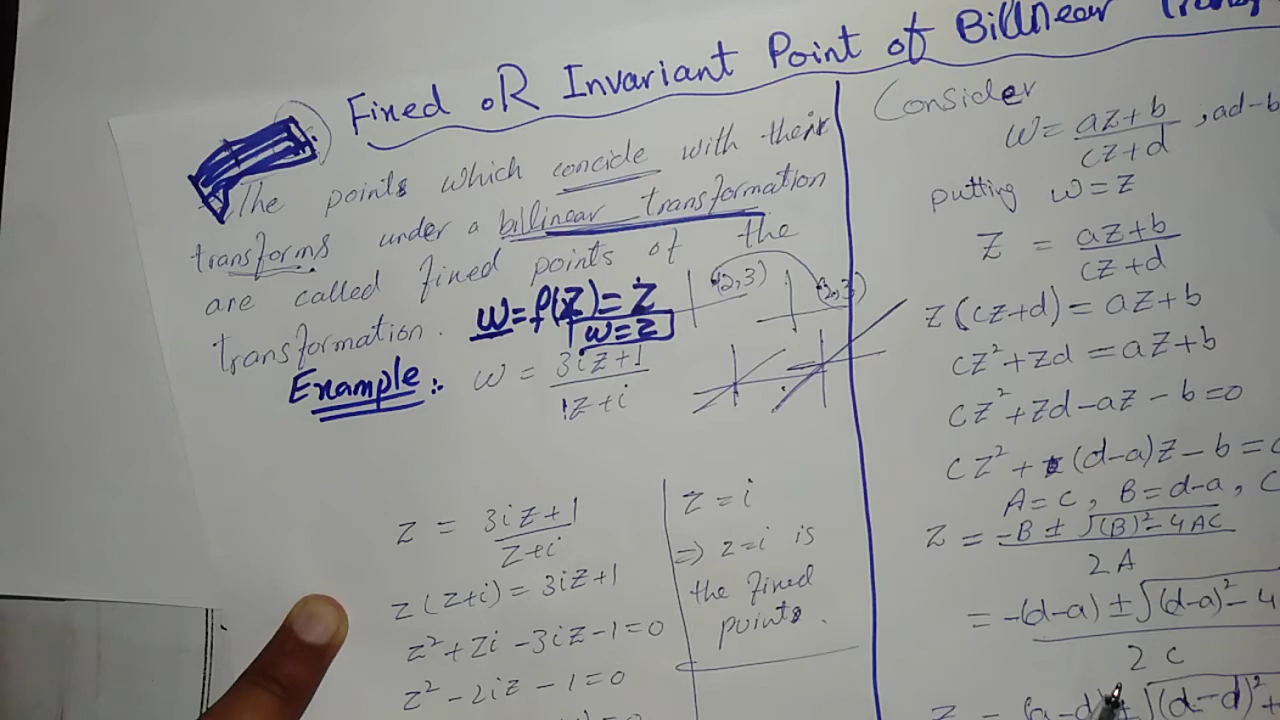 Fixed oR Invariant Point of Billnear
The points which concide with their
transforms under a bilinear transformation
are called fixed points of the
transformation.
w = f(z) = z
w = z
(2,3) (2,3)
Example:. w = 3iz+1 / z+i
z = 3iz+1 / z+i
z(z+i) = 3iz+1
z² + zi - 3iz - 1 = 0
z² - 2iz - 1 = 0
z = i
⇒ z = i is
the fixed
points.
Consider
w = az+b / cz+d , ad-b
putting w = z
z = az+b / cz+d
z(cz+d) = az+b
cz² + zd = az+b
cz² + zd - az - b = 0
cz² + (d-a)z - b =
A = c, B = d-a, C
z = -B ± √(B)² - 4AC / 2A
= -(d-a) ± √(d-a)² - 4 / 2c